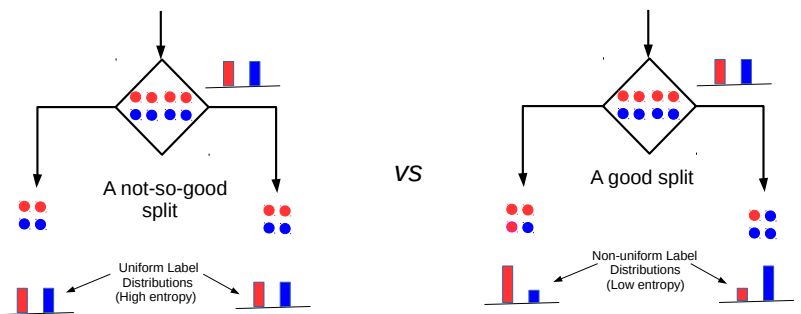 A not-so-good
split
vs
A good split
Uniform Label
Distributions
(High entropy)
Non-uniform Label
Distributions
(Low entropy)